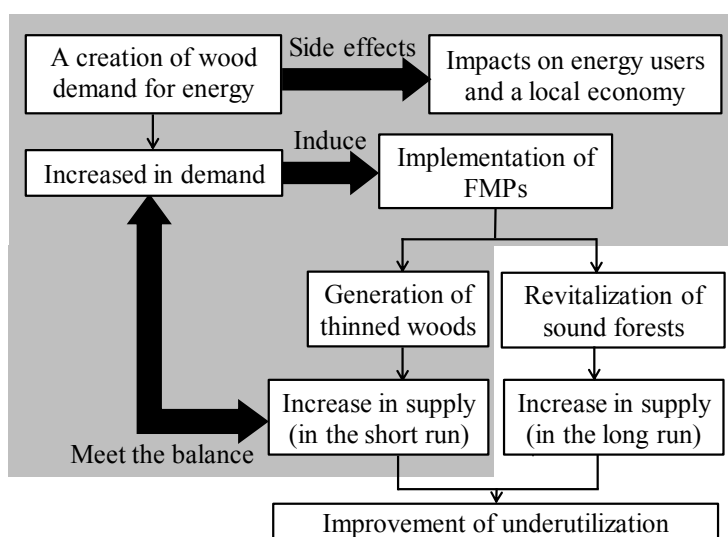 A creation of wood
demand for energy
Side effects
Impacts on energy users
and a local economy
Increased in demand
Induce
Implementation of
FMPs
Generation of
thinned woods
Revitalization of
sound forests
Increase in supply
(in the short run)
Increase in supply
(in the long run)
Meet the balance
Improvement of underutilization